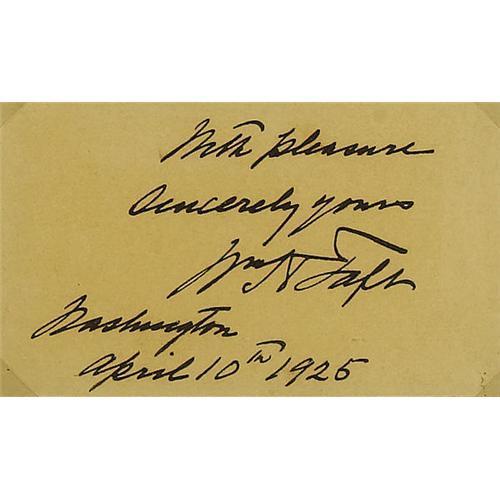 With pleasure
Sincerely yours
Wm H Taft
Washington
April 10th 1925